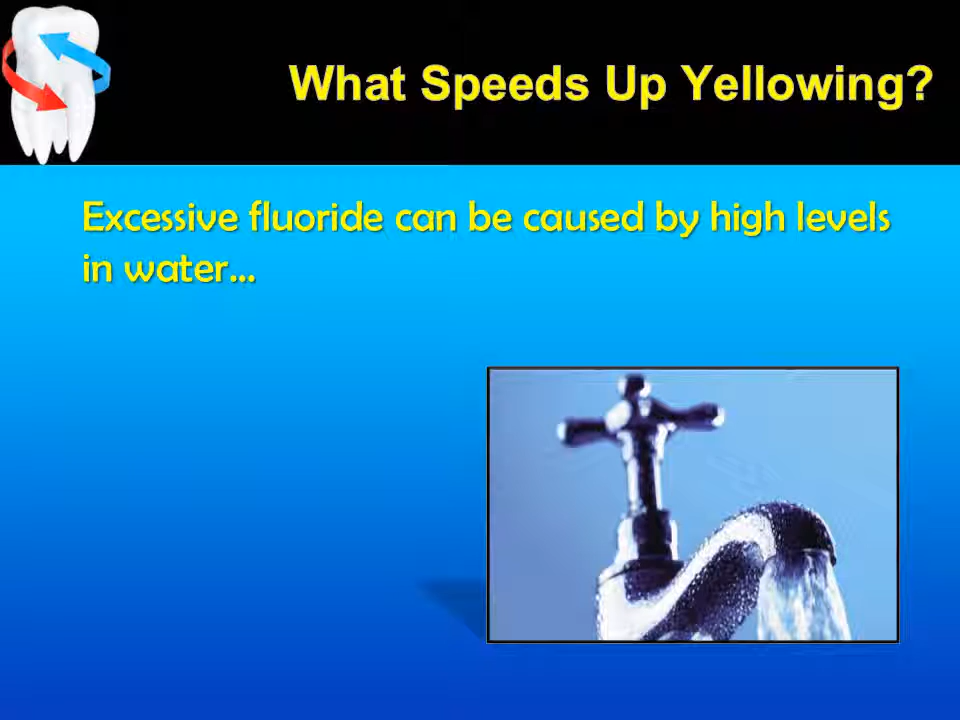 What Speeds Up Yellowing?
Excessive fluoride can be caused by high levels
in water...